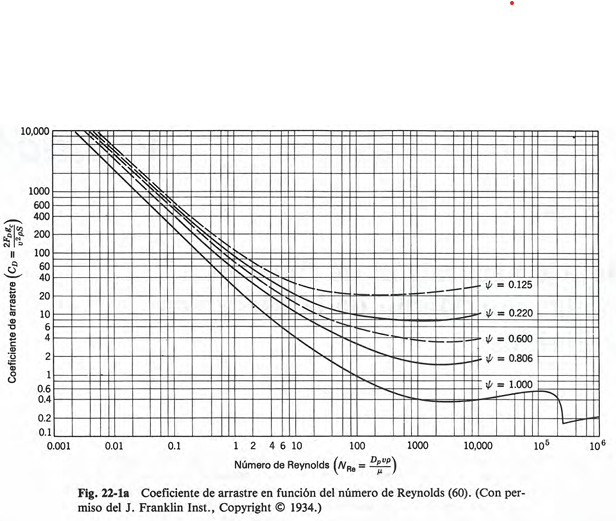 10,000
1000
600
400
200
100
60
40
20
10
6
4
2
1
0.6
0.4
0.2
0.1
Coeficiente de arrastre (C_D = 2F_D g_c / v²ρS)
ψ = 0.125
ψ = 0.220
ψ = 0.600
ψ = 0.806
ψ = 1.000
0.001 0.01 0.1 1 2 4 6 10 100 1000 10,000 10⁵ 10⁶
Número de Reynolds (N_Re = D_p vρ / μ)
Fig. 22-1a Coeficiente de arrastre en función del número de Reynolds (60). (Con per-
miso del J. Franklin Inst., Copyright © 1934.)